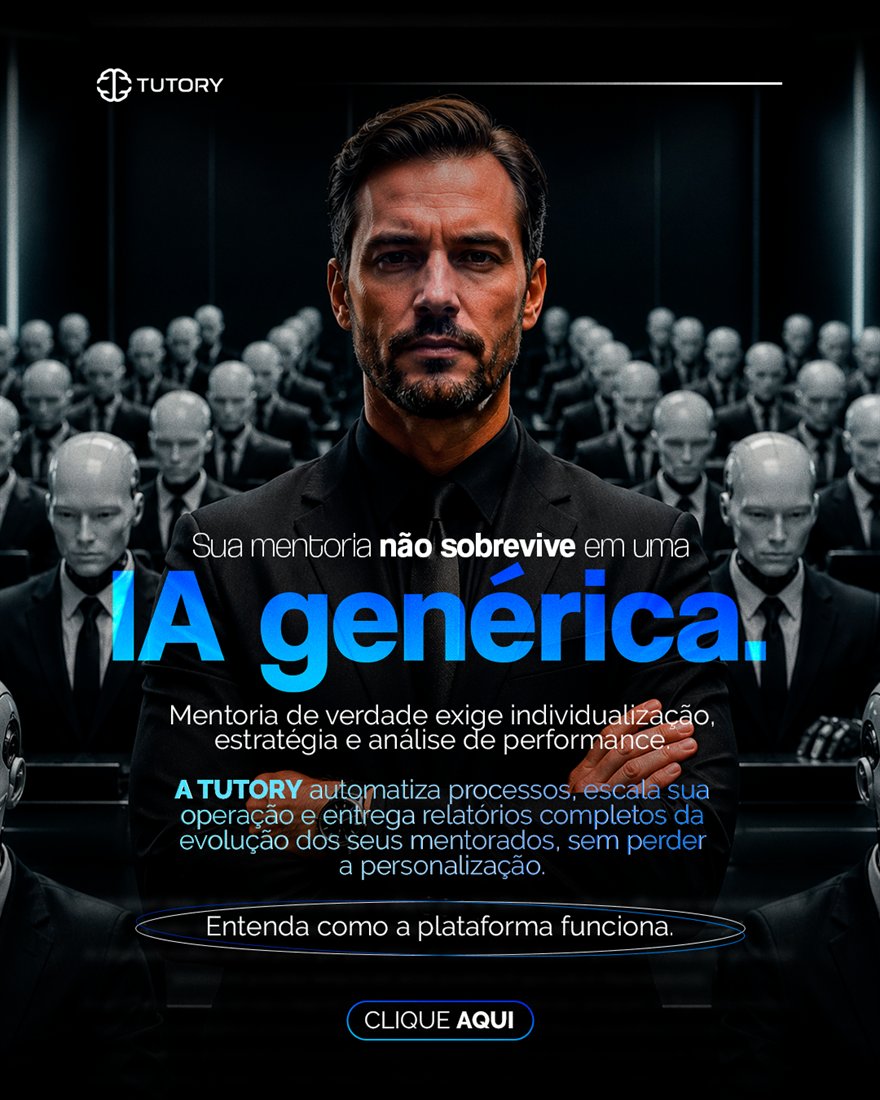 TUTORY
Sua mentoria não sobrevive em uma
IA genérica.
Mentoria de verdade exige individualização,
estratégia e análise de performance.
A TUTORY automatiza processos, escala sua
operação e entrega relatórios completos da
evolução dos seus mentorados, sem perder
a personalização.
Entenda como a plataforma funciona.
CLIQUE AQUI